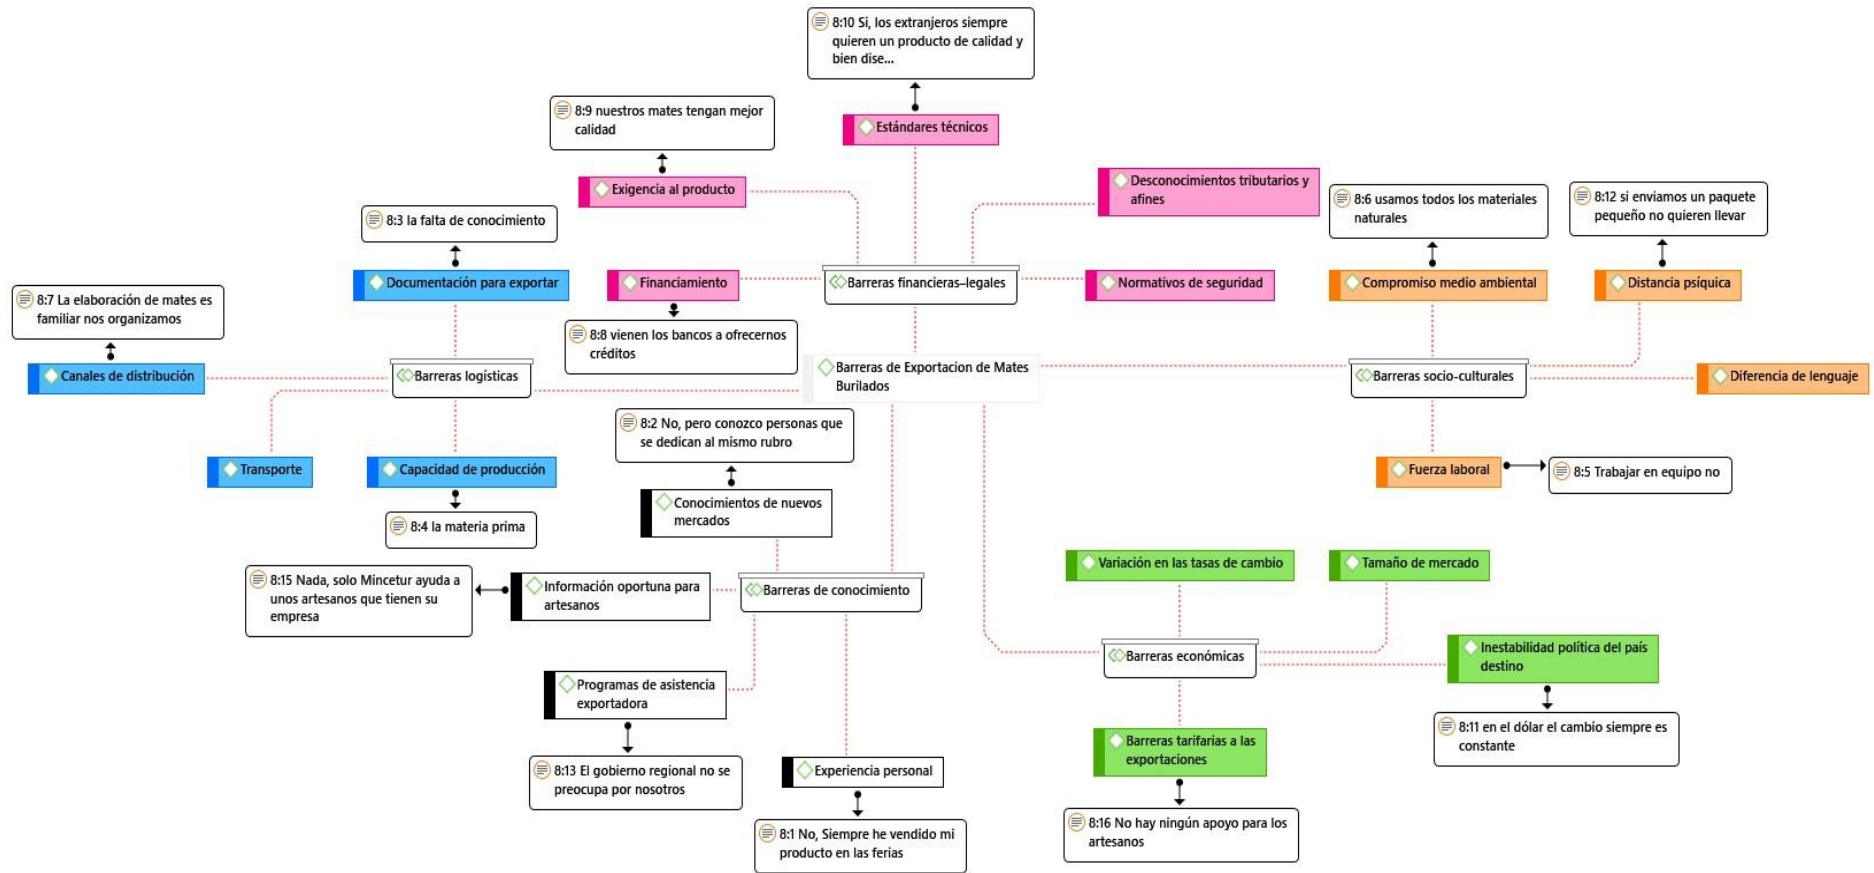 8:10 Si, los extranjeros siempre
quieren un producto de calidad y
bien dise...
8:9 nuestros mates tengan mejor
calidad
Estándares técnicos
Exigencia al producto
Desconocimientos tributarios y
afines
8:6 usamos todos los materiales
naturales
8:12 si enviamos un paquete
pequeño no quieren llevar
8:3 la falta de conocimiento
Documentación para exportar
Financiamiento
Barreras financieras–legales
Normativos de seguridad
Compromiso medio ambiental
Distancia psíquica
8:7 La elaboración de mates es
familiar nos organizamos
8:8 vienen los bancos a ofrecernos
créditos
Canales de distribución
Barreras logísticas
Barreras de Exportacion de Mates
Burilados
Barreras socio-culturales
Diferencia de lenguaje
8:2 No, pero conozco personas que
se dedican al mismo rubro
Transporte
Capacidad de producción
Fuerza laboral
8:5 Trabajar en equipo no
Conocimientos de nuevos
mercados
8:4 la materia prima
Variación en las tasas de cambio
Tamaño de mercado
8:15 Nada, solo Mincetur ayuda a
unos artesanos que tienen su
empresa
Información oportuna para
artesanos
Barreras de conocimiento
Barreras económicas
Inestabilidad política del país
destino
Programas de asistencia
exportadora
8:11 en el dólar el cambio siempre es
constante
Barreras tarifarias a las
exportaciones
8:13 El gobierno regional no se
preocupa por nosotros
Experiencia personal
8:1 No, Siempre he vendido mi
producto en las ferias
8:16 No hay ningún apoyo para los
artesanos